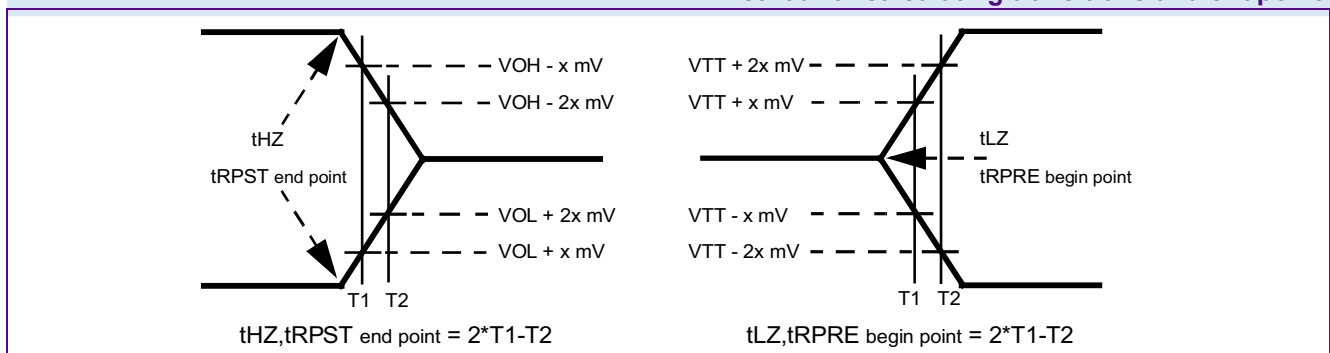 VOH - x mV
VOH - 2x mV
tHZ
tRPST end point
VOL + 2x mV
VOL + x mV
T1 T2
tHZ,tRPST end point = 2*T1-T2
VTT + 2x mV
VTT + x mV
tLZ
tRPRE begin point
VTT - x mV
VTT - 2x mV
T1 T2
tLZ,tRPRE begin point = 2*T1-T2